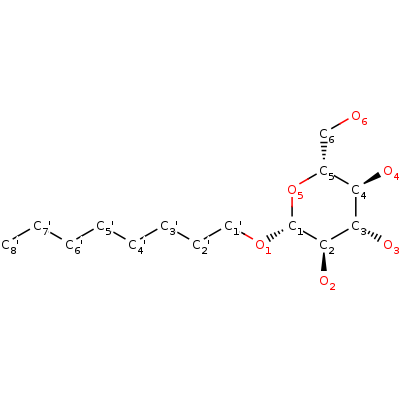 O6
C6
C5 O4
O5 C4
C7' C5' C3' C1' C1 C3
C8' C6' C4' C2' O1 C2 O3
O2